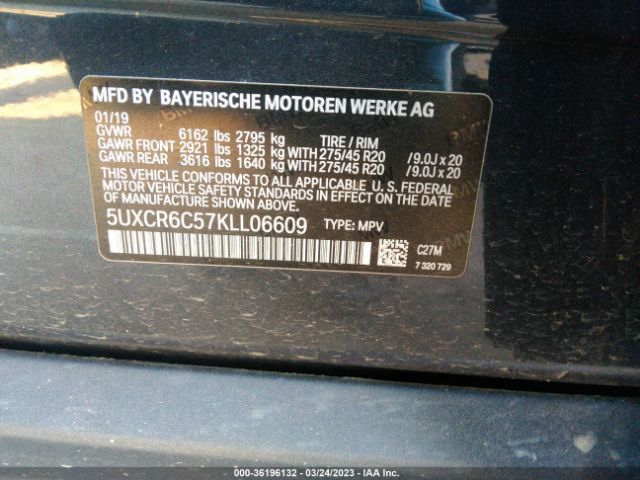 MFD BY BAYERISCHE MOTOREN WERKE AG
01/19
GVWR 6162 lbs 2795 kg TIRE / RIM
GAWR FRONT 2921 lbs 1325 kg WITH 275/45 R20 / 9.0J x 20
GAWR REAR 3616 lbs 1640 kg WITH 275/45 R20 / 9.0J x 20
THIS VEHICLE CONFORMS TO ALL APPLICABLE U. S. FEDERAL
MOTOR VEHICLE SAFETY STANDARDS IN EFFECT ON THE DATE
OF MANUFACTURE SHOWN ABOVE.
5UXCR6C57KLL06609 TYPE: MPV
C27M
7 320 729
000-36196132 - 03/24/2023 - IAA Inc.